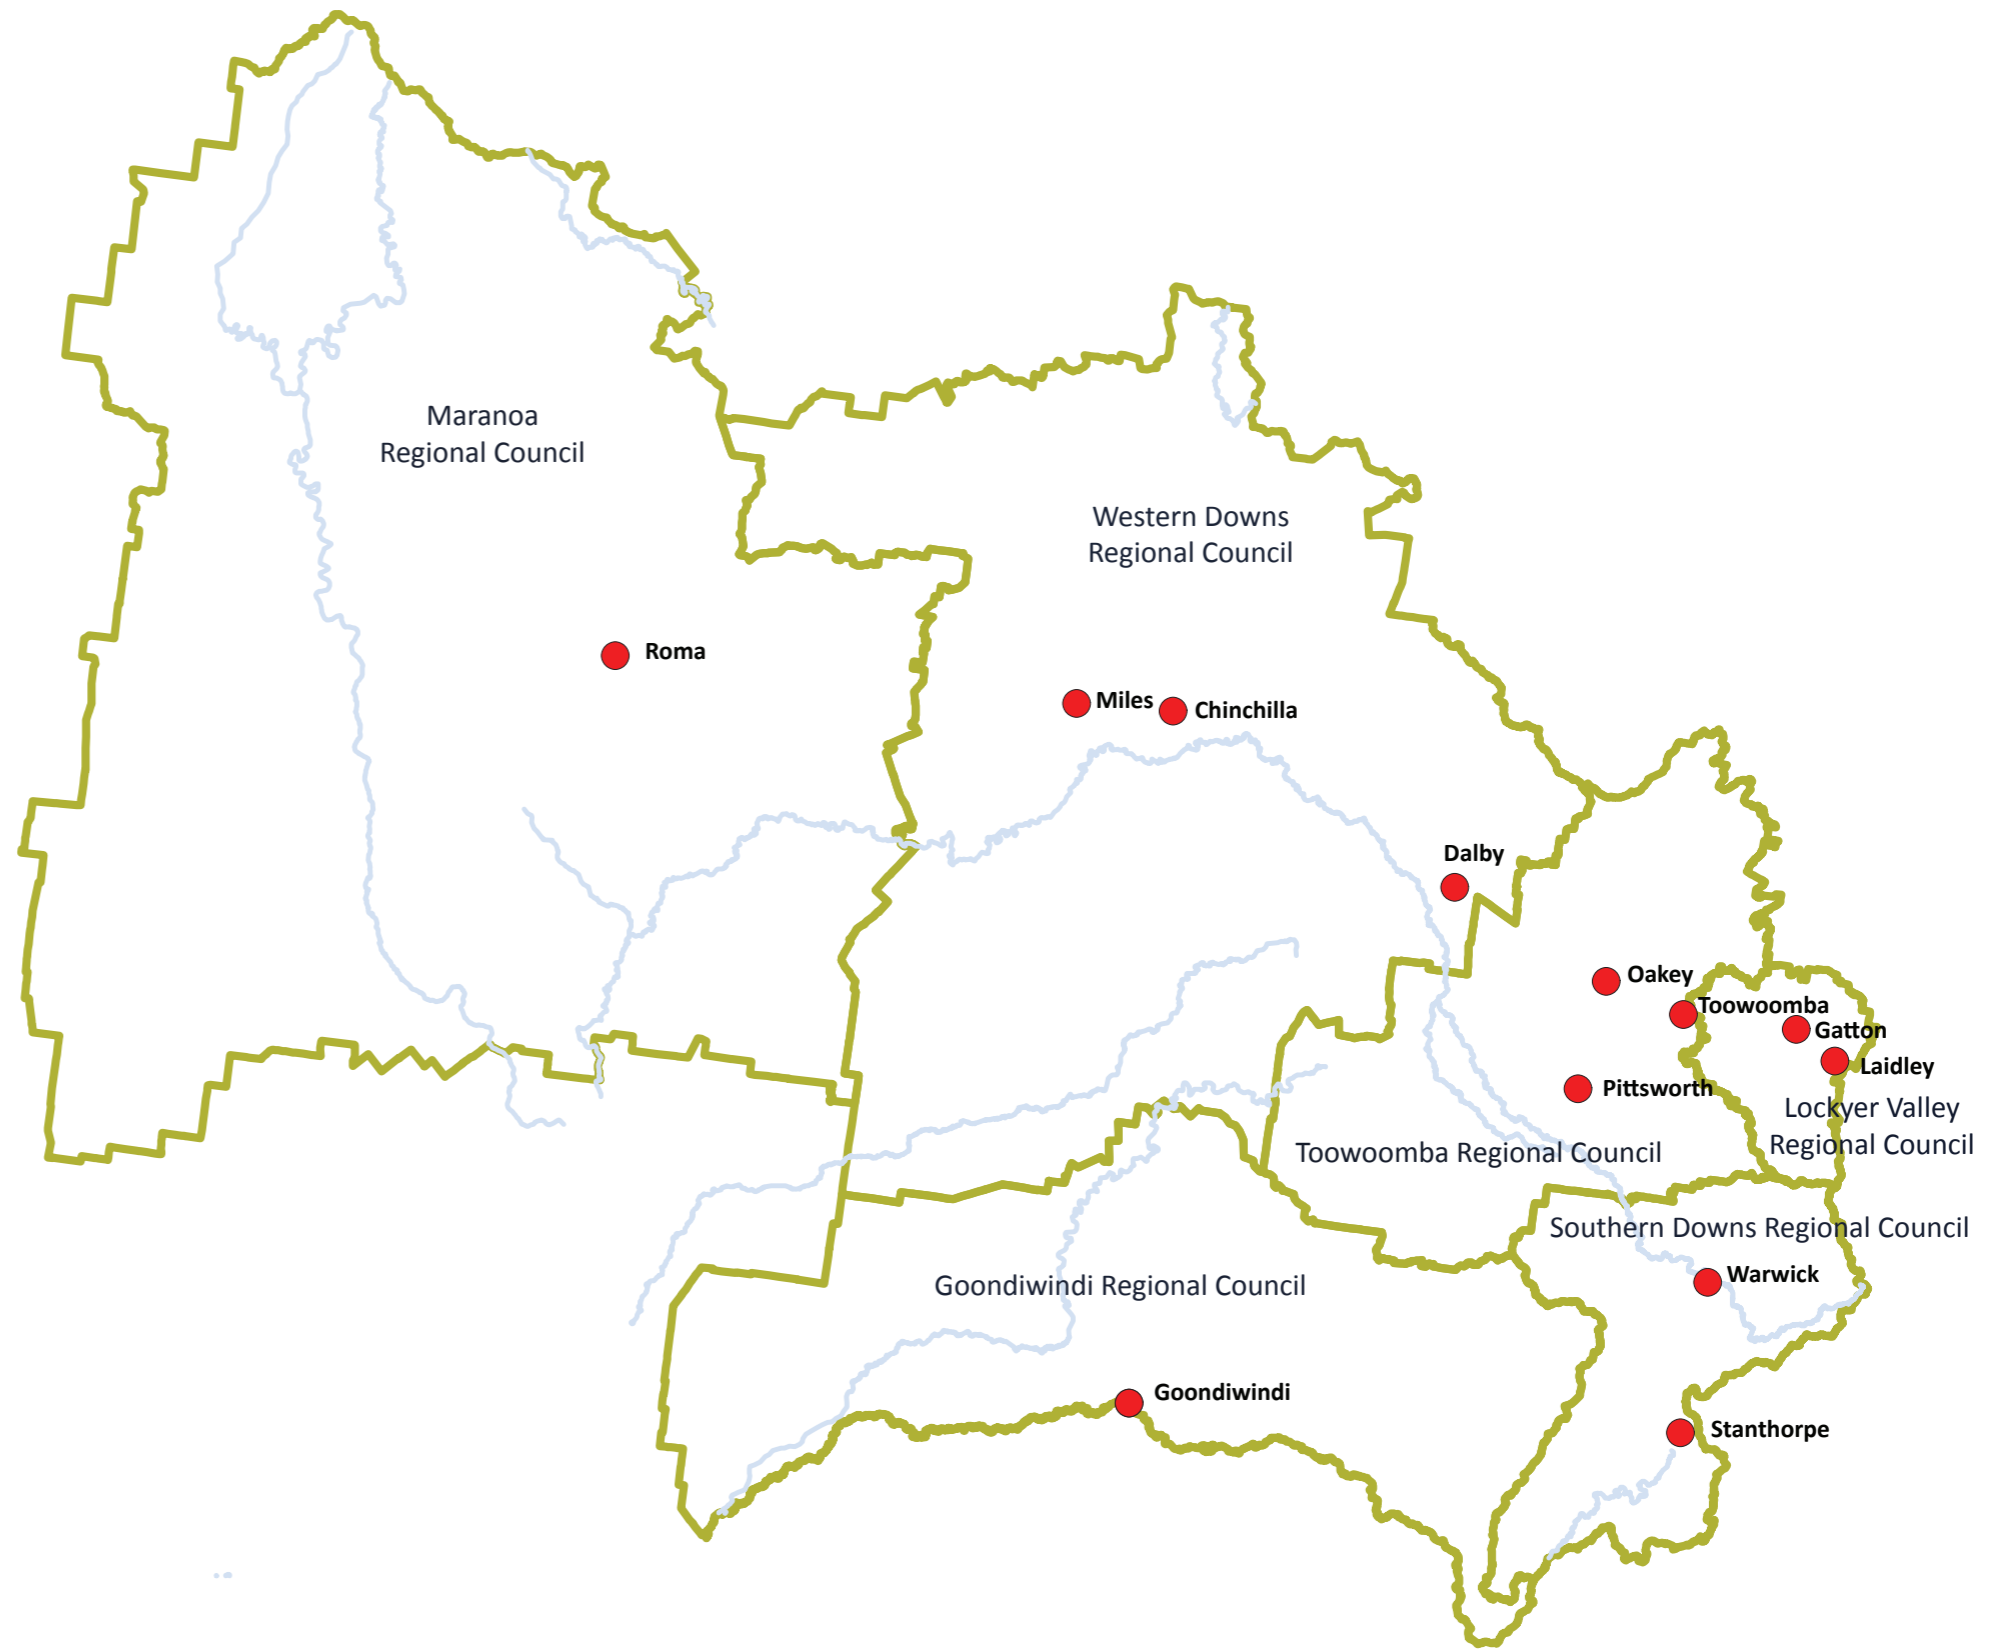 Maranoa
Regional Council
Western Downs
Regional Council
Roma
Miles
Chinchilla
Dalby
Oakey
Toowoomba
Gatton
Laidley
Pittsworth
Lockyer Valley
Regional Council
Toowoomba Regional Council
Southern Downs Regional Council
Warwick
Goondiwindi Regional Council
Goondiwindi
Stanthorpe